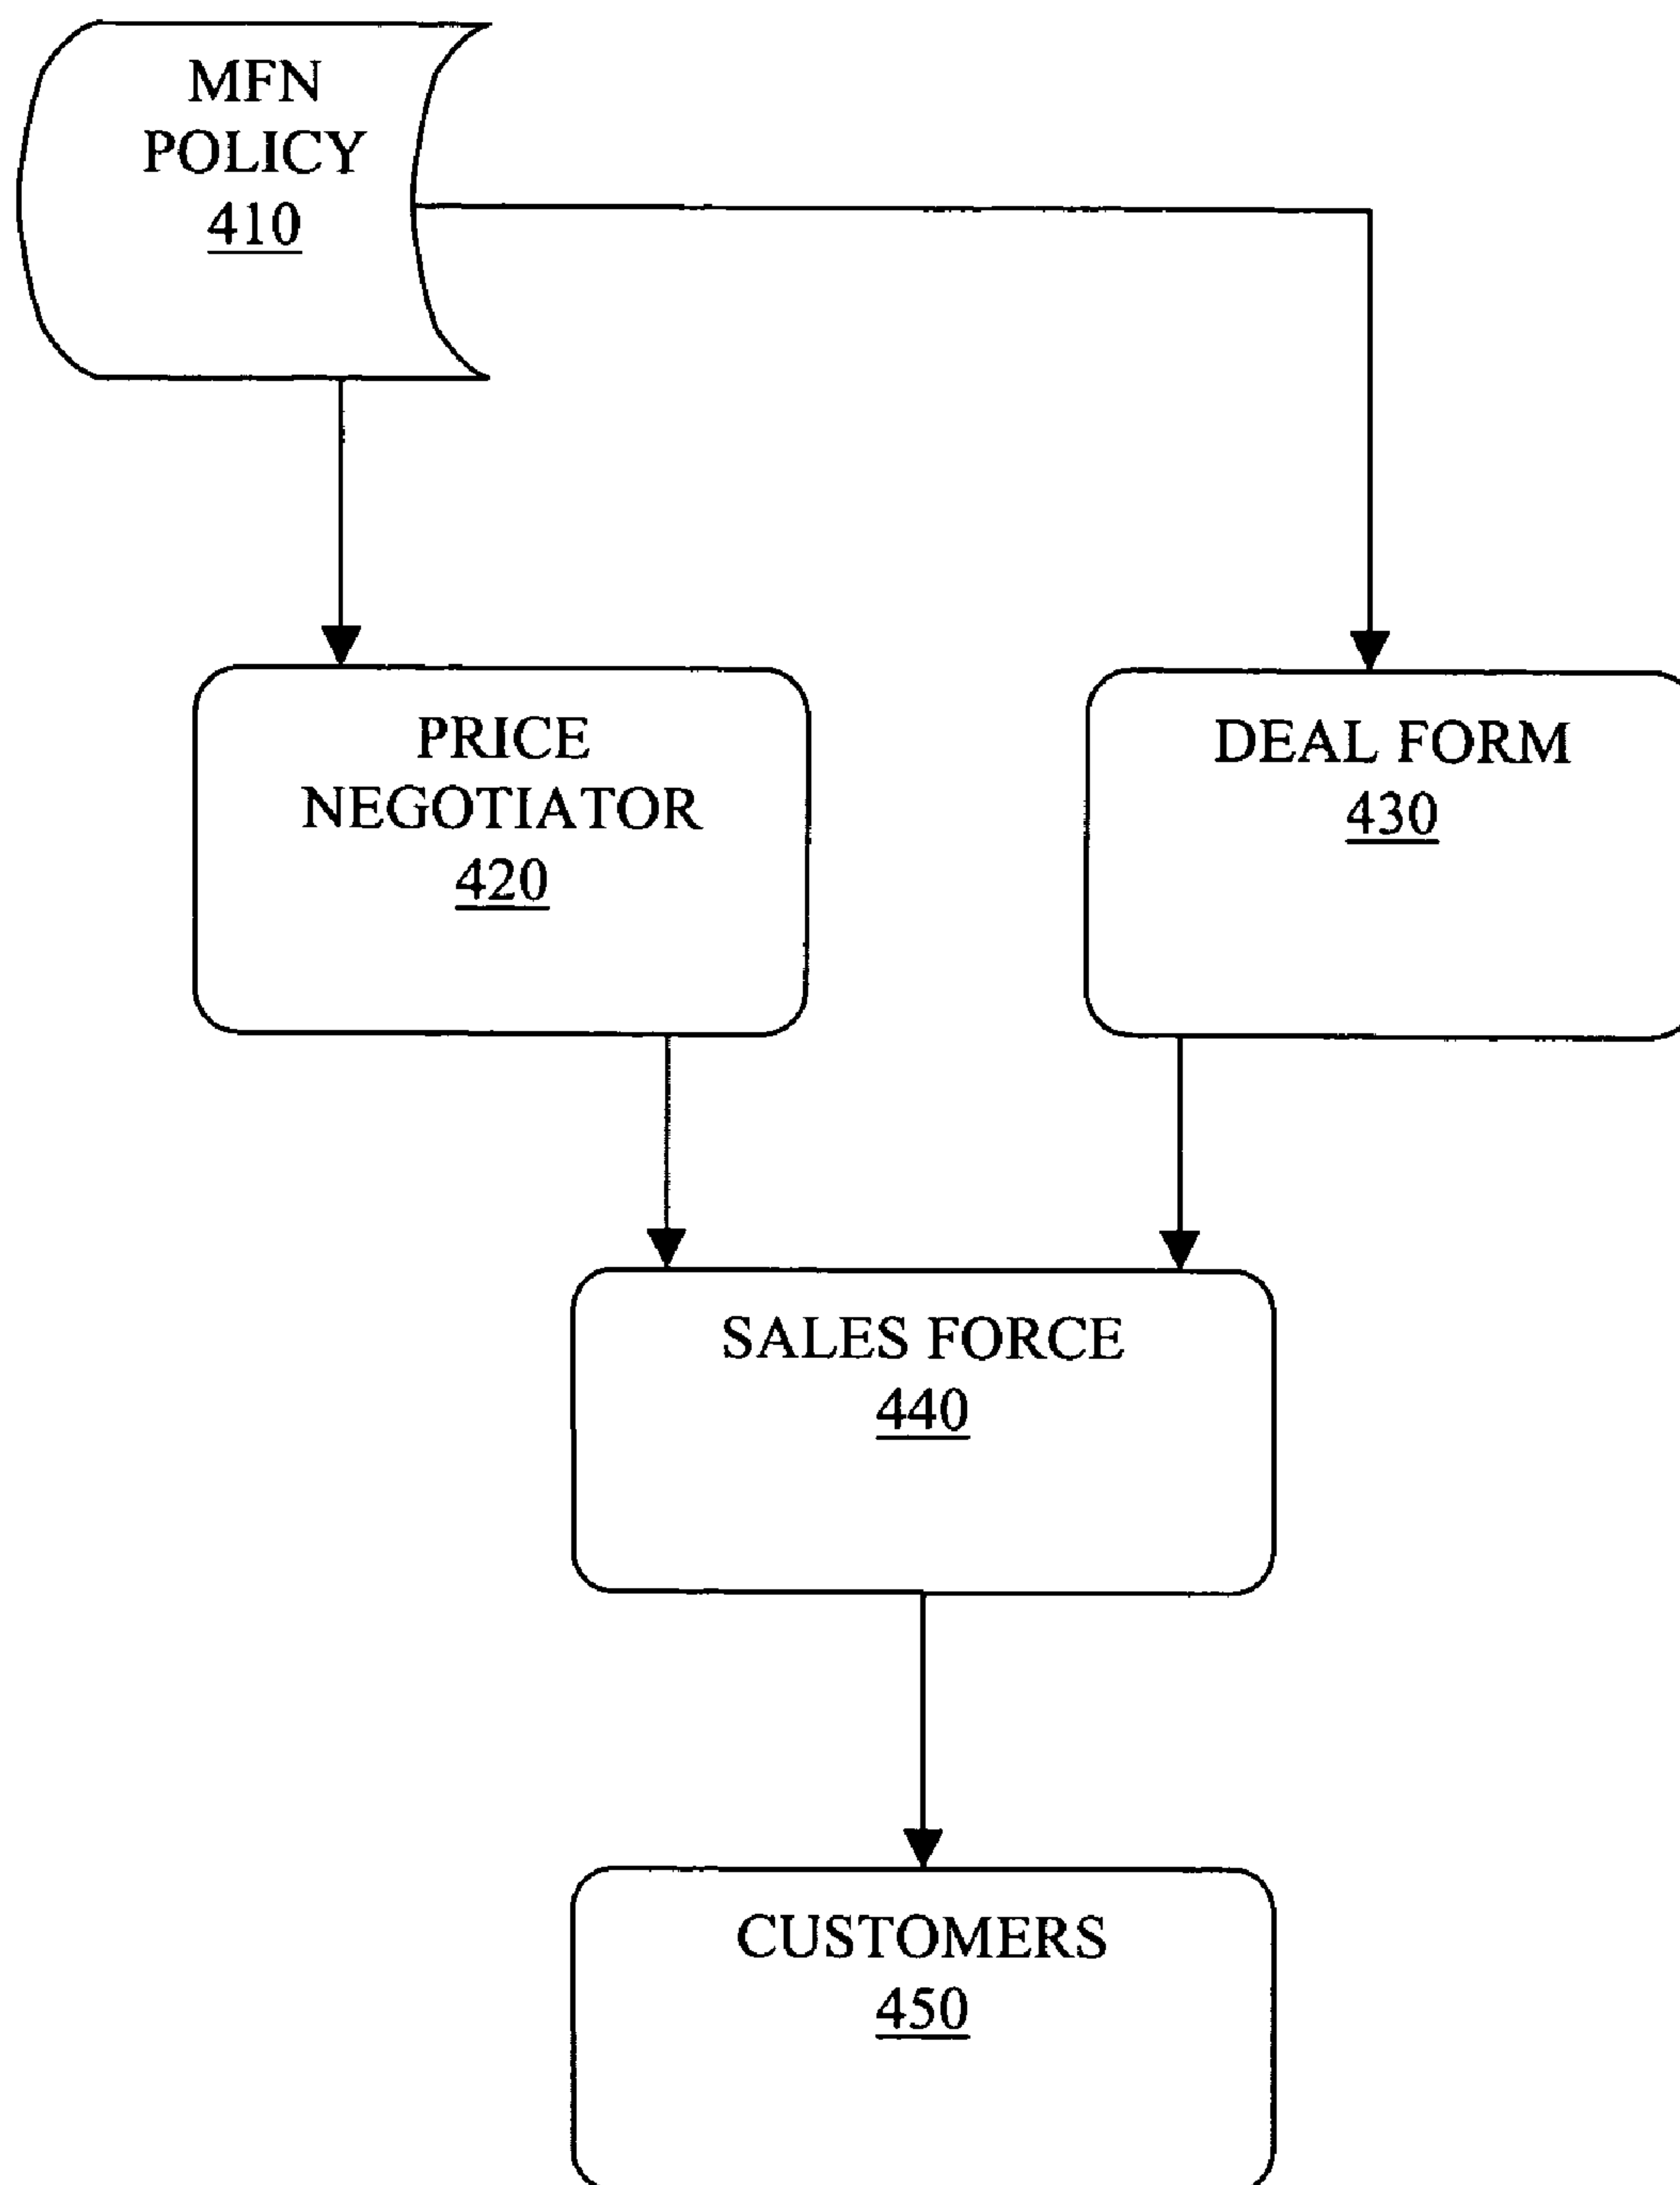 MFN
POLICY
410
PRICE
NEGOTIATOR
420
DEAL FORM
430
SALES FORCE
440
CUSTOMERS
450